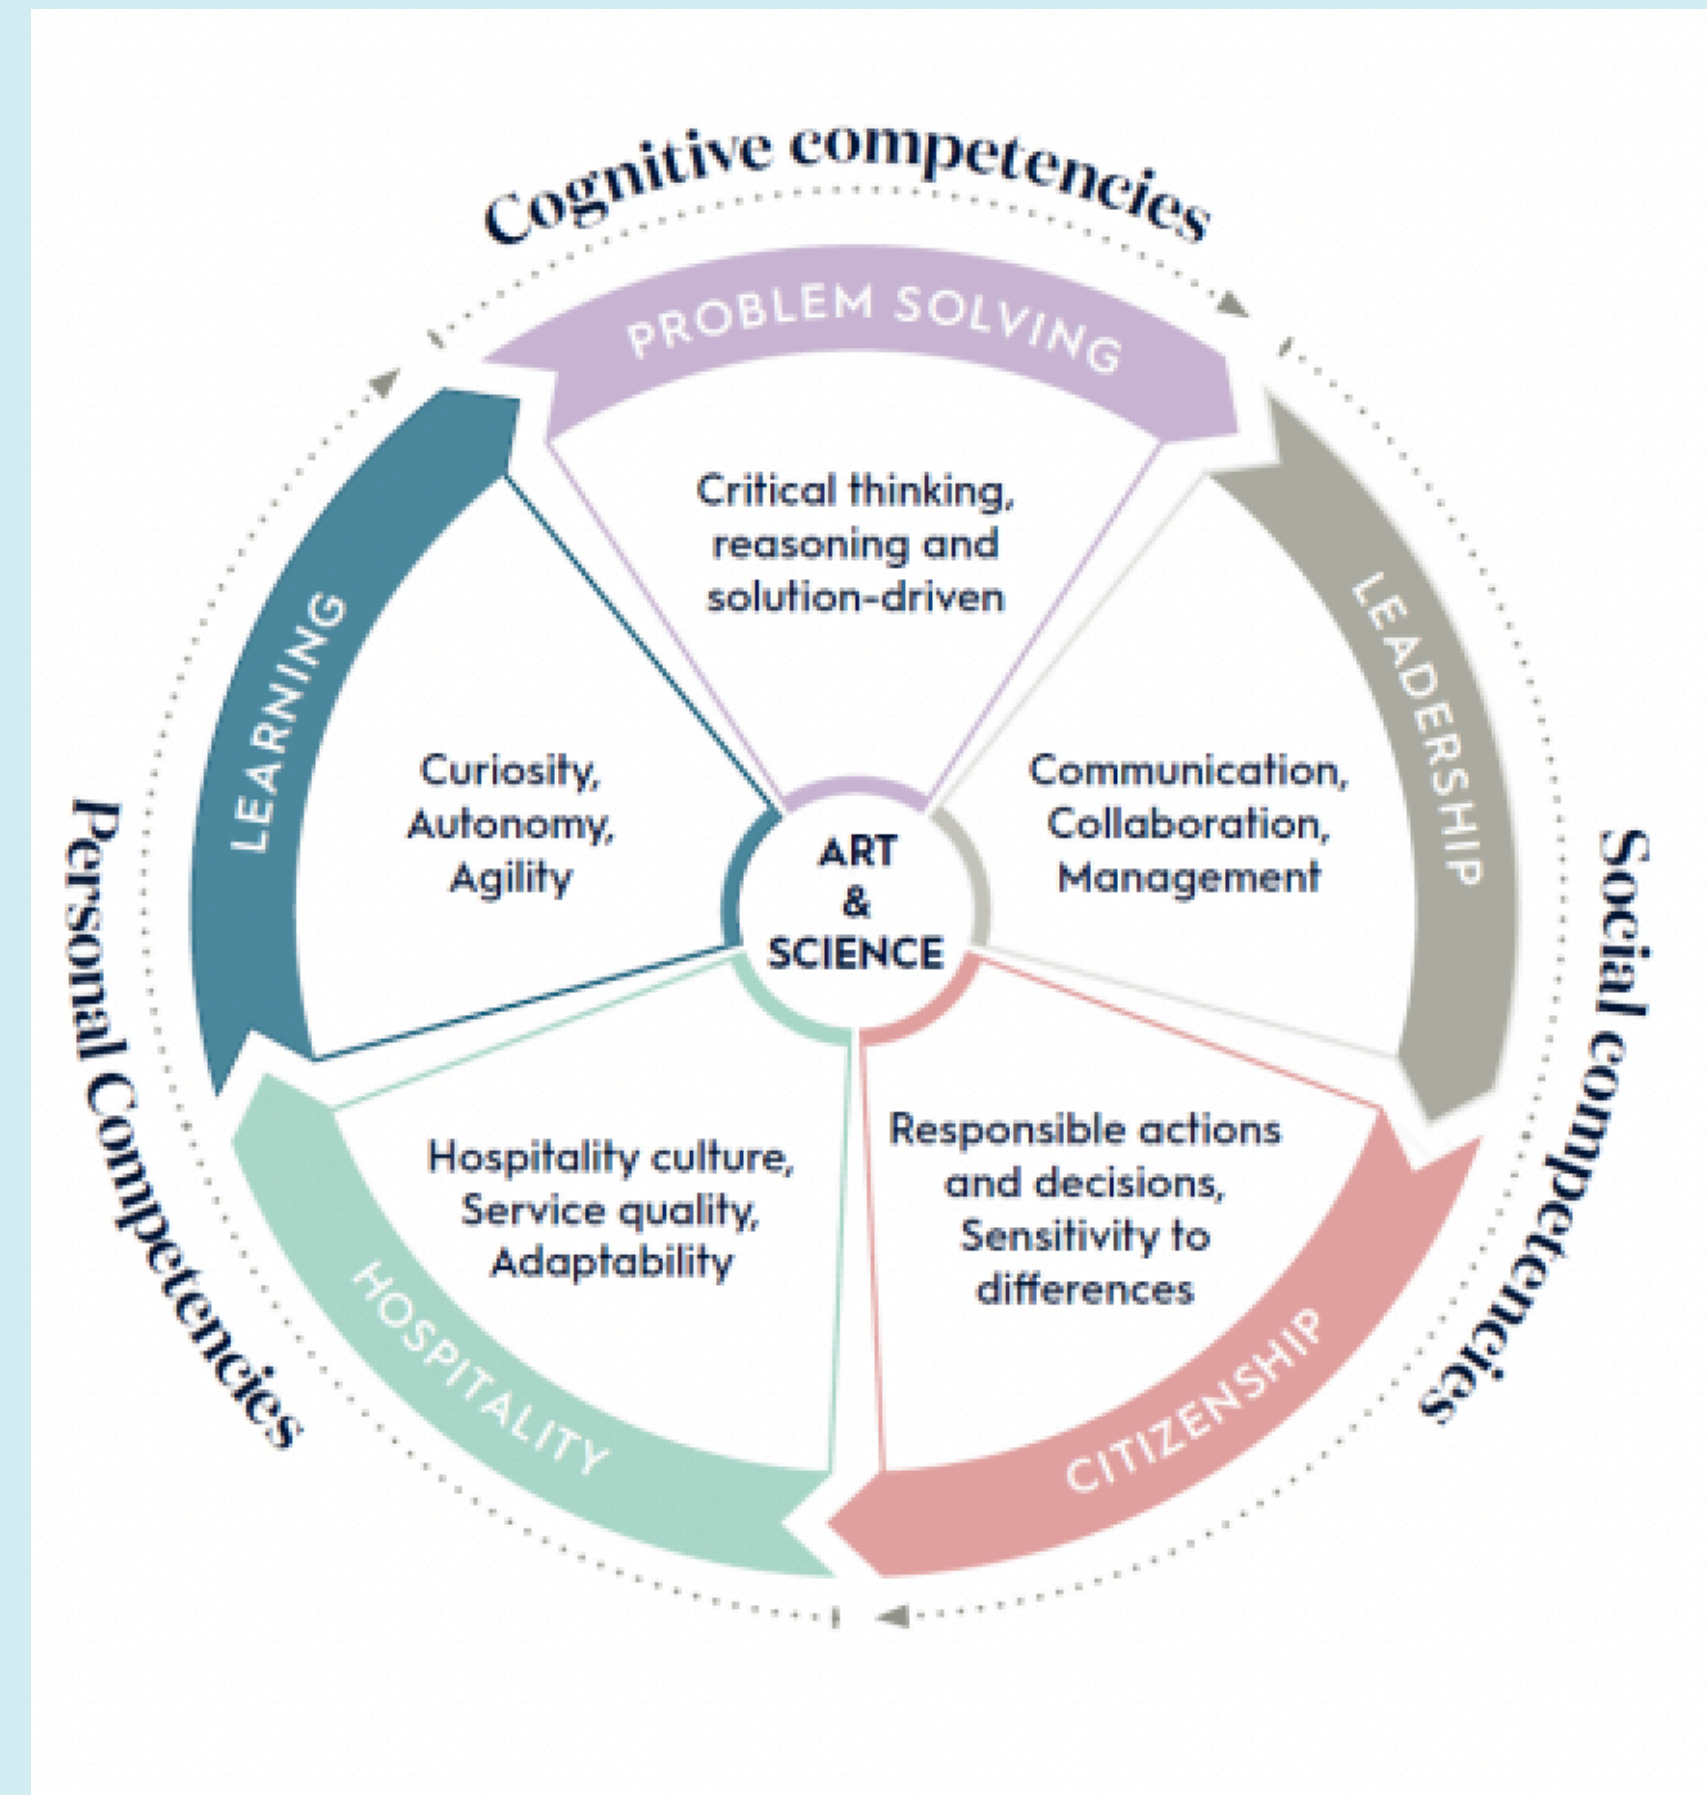 Cognitive competencies
PROBLEM SOLVING
Critical thinking,
reasoning and
solution-driven
LEADERSHIP
Communication,
Collaboration,
Management
Social competencies
CITIZENSHIP
Responsible actions
and decisions,
Sensitivity to
differences
HOSPITALITY
Hospitality culture,
Service quality,
Adaptability
Personal Competencies
LEARNING
Curiosity,
Autonomy,
Agility
ART
&
SCIENCE